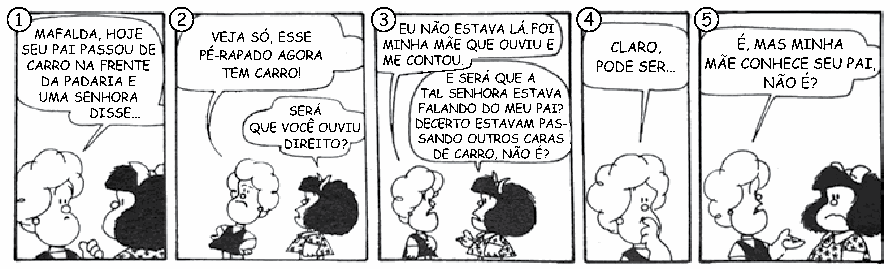 1
MAFALDA, HOJE
SEU PAI PASSOU DE
CARRO NA FRENTE
DA PADARIA E
UMA SENHORA
DISSE...
2
VEJA SÓ, ESSE
PÉ-RAPADO AGORA
TEM CARRO!
SERÁ
QUE VOCÊ OUVIU
DIREITO?
3
EU NÃO ESTAVA LÁ. FOI
MINHA MÃE QUE OUVIU E
ME CONTOU.
E SERÁ QUE A
TAL SENHORA ESTAVA
FALANDO DO MEU PAI?
DECERTO ESTAVAM PAS-
SANDO OUTROS CARAS
DE CARRO, NÃO É?
4
CLARO,
PODE SER...
5
É, MAS MINHA
MÃE CONHECE SEU PAI,
NÃO É?